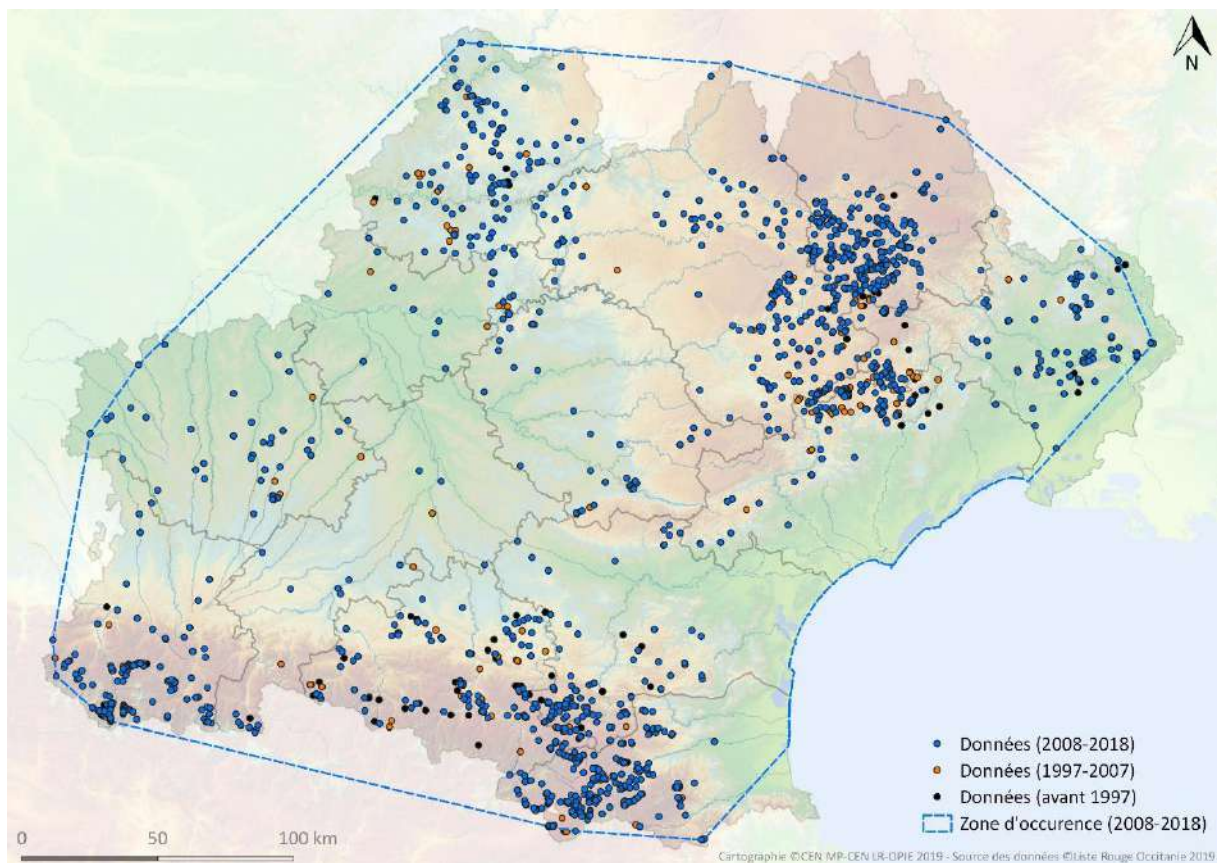 N
Données (2008-2018)
Données (1997-2007)
Données (avant 1997)
Zone d'occurence (2008-2018)
0 50 100 km
Cartographie ©CEN MP-CEN LR-OPIE 2019 - Source des données ©Liste Rouge Occitanie 2019